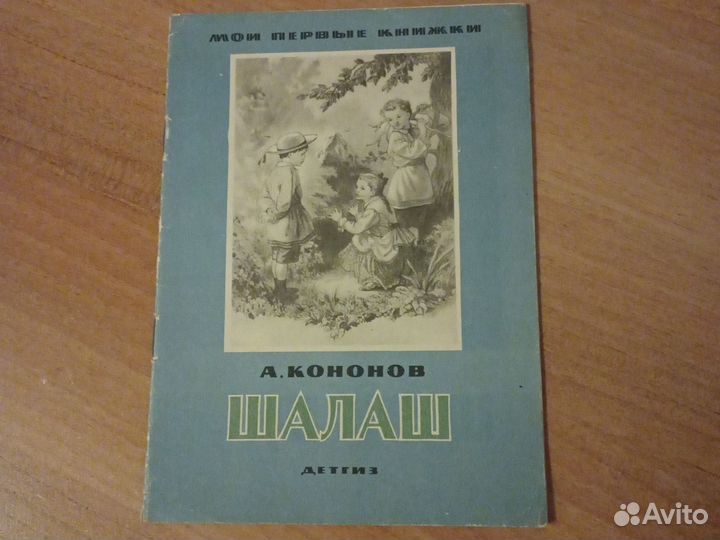 МОИ ПЕРВЫЕ КНИЖКИ
А. КОНОНОВ
ШАЛАШ
ДЕТГИЗ
Avito